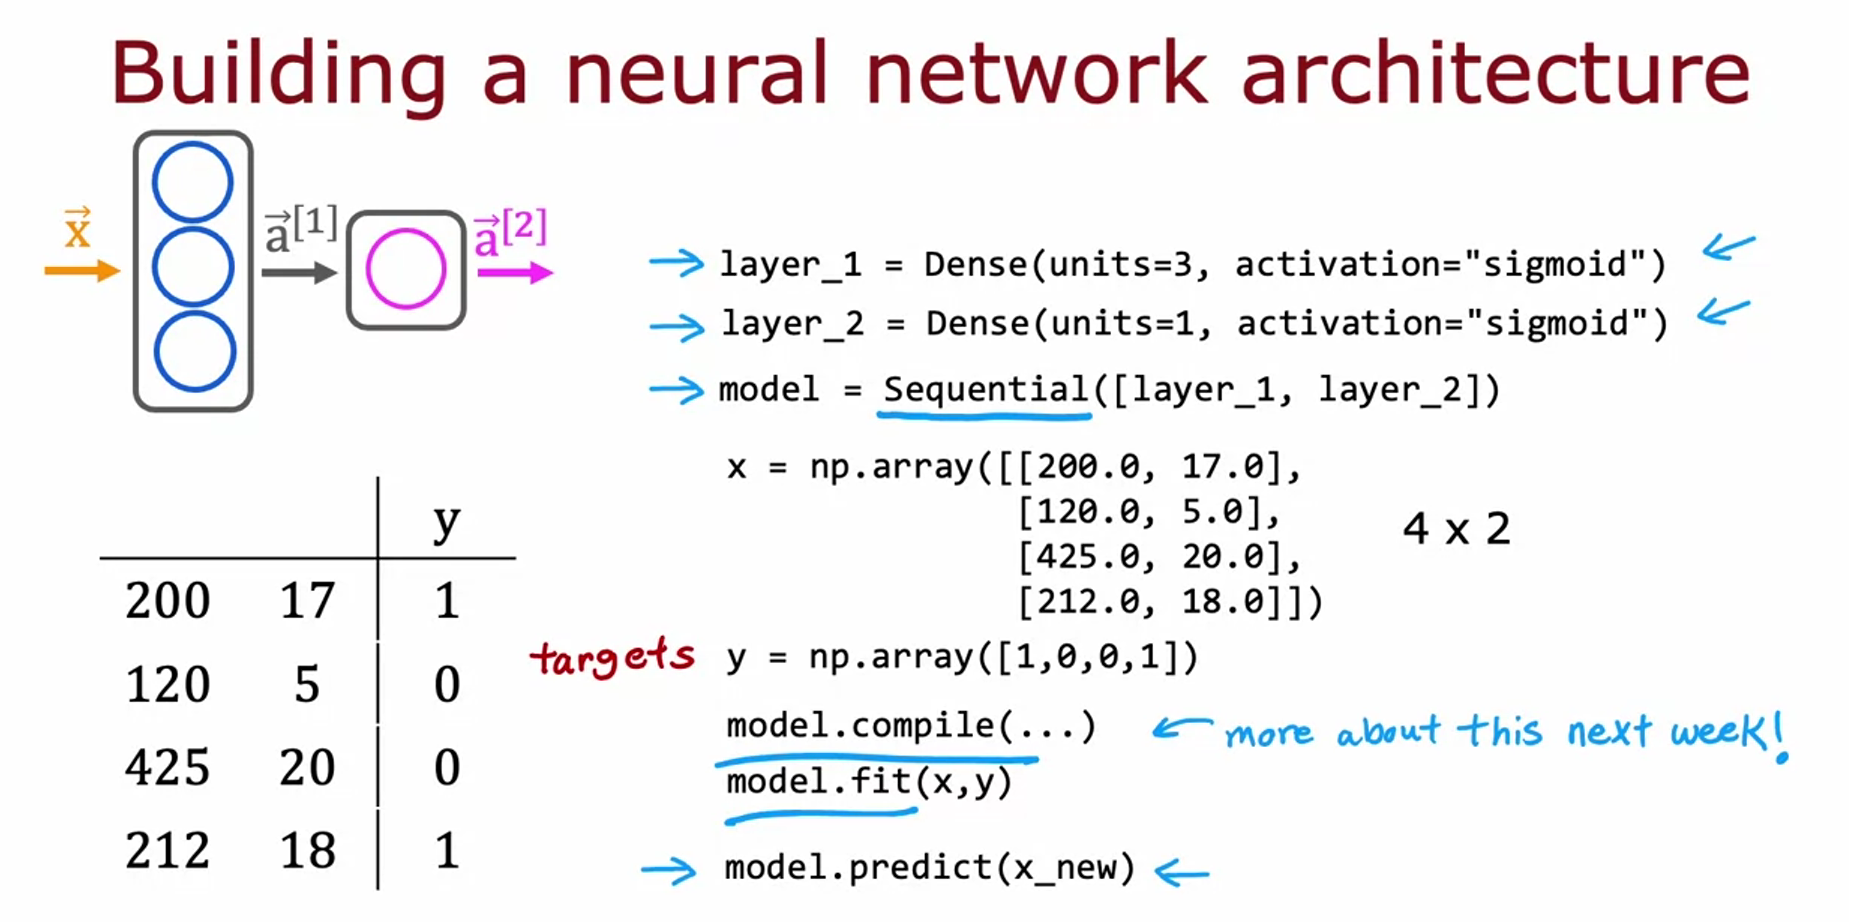 Building a neural network architecture
x⃗
a⃗[1]
a⃗[2]
layer_1 = Dense(units=3, activation="sigmoid")
layer_2 = Dense(units=1, activation="sigmoid")
model = Sequential([layer_1, layer_2])
x = np.array([[200.0, 17.0],
[120.0, 5.0],
[425.0, 20.0],
[212.0, 18.0]])
4 x 2
y
200 17 1
120 5 0
425 20 0
212 18 1
targets y = np.array([1,0,0,1])
model.compile(...) more about this next week!
model.fit(x,y)
model.predict(x_new)